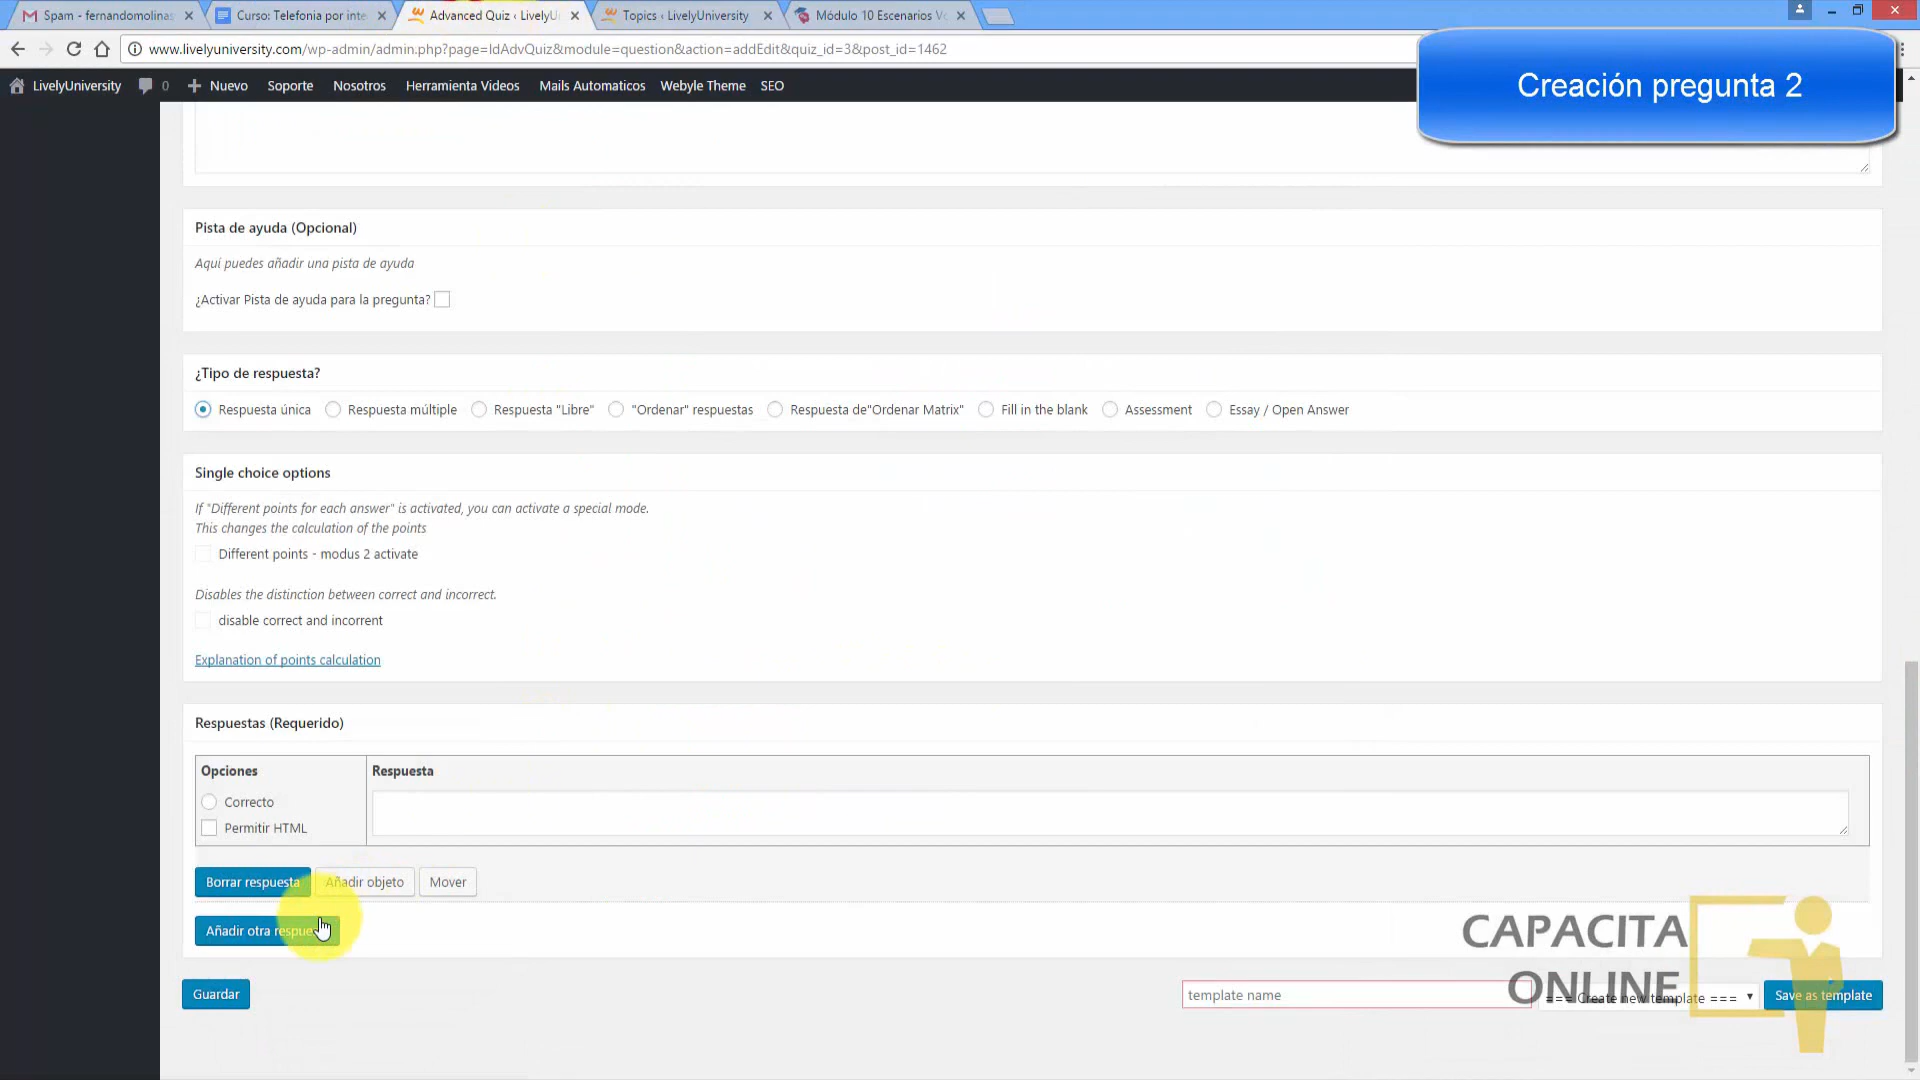 Spam - fernandomolinas
Curso: Telefonia por inte
Advanced Quiz ‹ LivelyU
Topics ‹ LivelyUniversity
Módulo 10 Escenarios V
www.livelyuniversity.com/wp-admin/admin.php?page=ldAdvQuiz&module=question&action=addEdit&quiz_id=3&post_id=1462
Creación pregunta 2
LivelyUniversity 0 Nuevo Soporte Nosotros Herramienta Videos Mails Automaticos Webyle Theme SEO
Pista de ayuda (Opcional)
Aqui puedes añadir una pista de ayuda
¿Activar Pista de ayuda para la pregunta?
¿Tipo de respuesta?
Respuesta única Respuesta múltiple Respuesta "Libre" "Ordenar" respuestas Respuesta de"Ordenar Matrix" Fill in the blank Assessment Essay / Open Answer
Single choice options
If "Different points for each answer" is activated, you can activate a special mode.
This changes the calculation of the points
Different points - modus 2 activate
Disables the distinction between correct and incorrect.
disable correct and incorrent
Explanation of points calculation
Respuestas (Requerido)
Opciones Respuesta
Correcto
Permitir HTML
Borrar respuesta Añadir objeto Mover
Añadir otra respue
CAPACITA
ONLINE
Guardar
template name
=== Create new template ===
Save as template